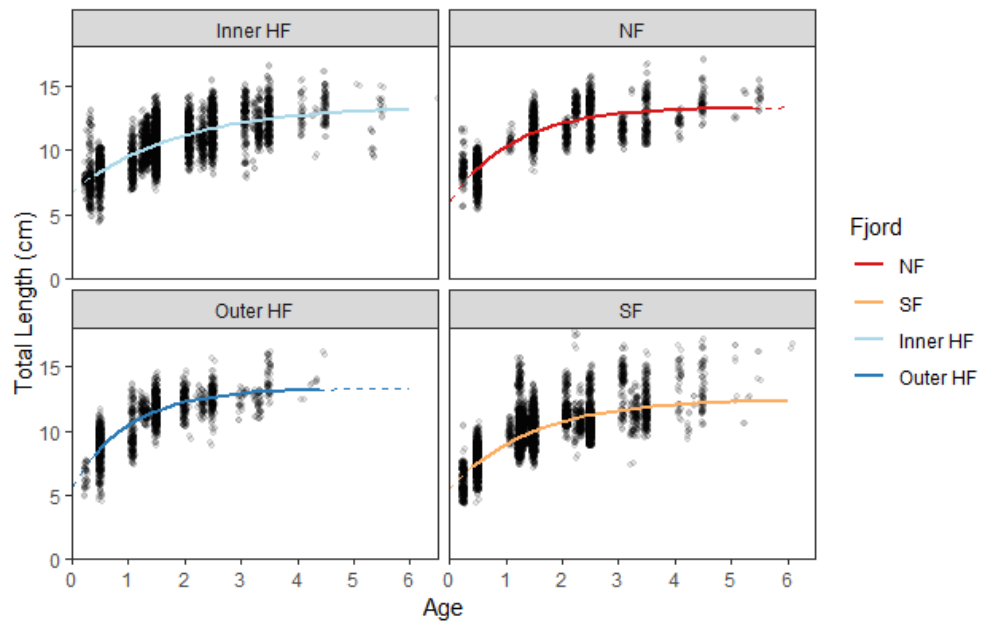 Inner HF NF
15
10
5
0
Outer HF SF
15
10
5
0
0 1 2 3 4 5 6 0 1 2 3 4 5 6
Age
Total Length (cm)
Fjord
NF
SF
Inner HF
Outer HF